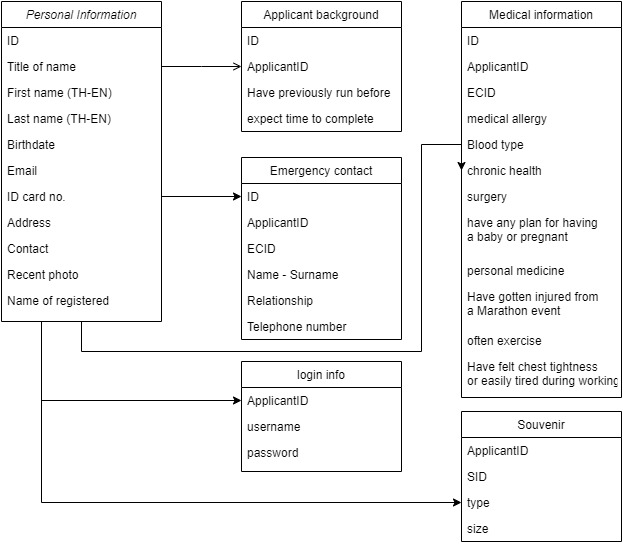 Personal Information
ID
Title of name
First name (TH-EN)
Last name (TH-EN)
Birthdate
Email
ID card no.
Address
Contact
Recent photo
Name of registered
Applicant background
ID
ApplicantID
Have previously run before
expect time to complete
Emergency contact
ID
ApplicantID
ECID
Name - Surname
Relationship
Telephone number
login info
ApplicantID
username
password
Medical information
ID
ApplicantID
ECID
medical allergy
Blood type
chronic health
surgery
have any plan for having
a baby or pregnant
personal medicine
Have gotten injured from
a Marathon event
often exercise
Have felt chest tightness
or easily tired during working
Souvenir
ApplicantID
SID
type
size